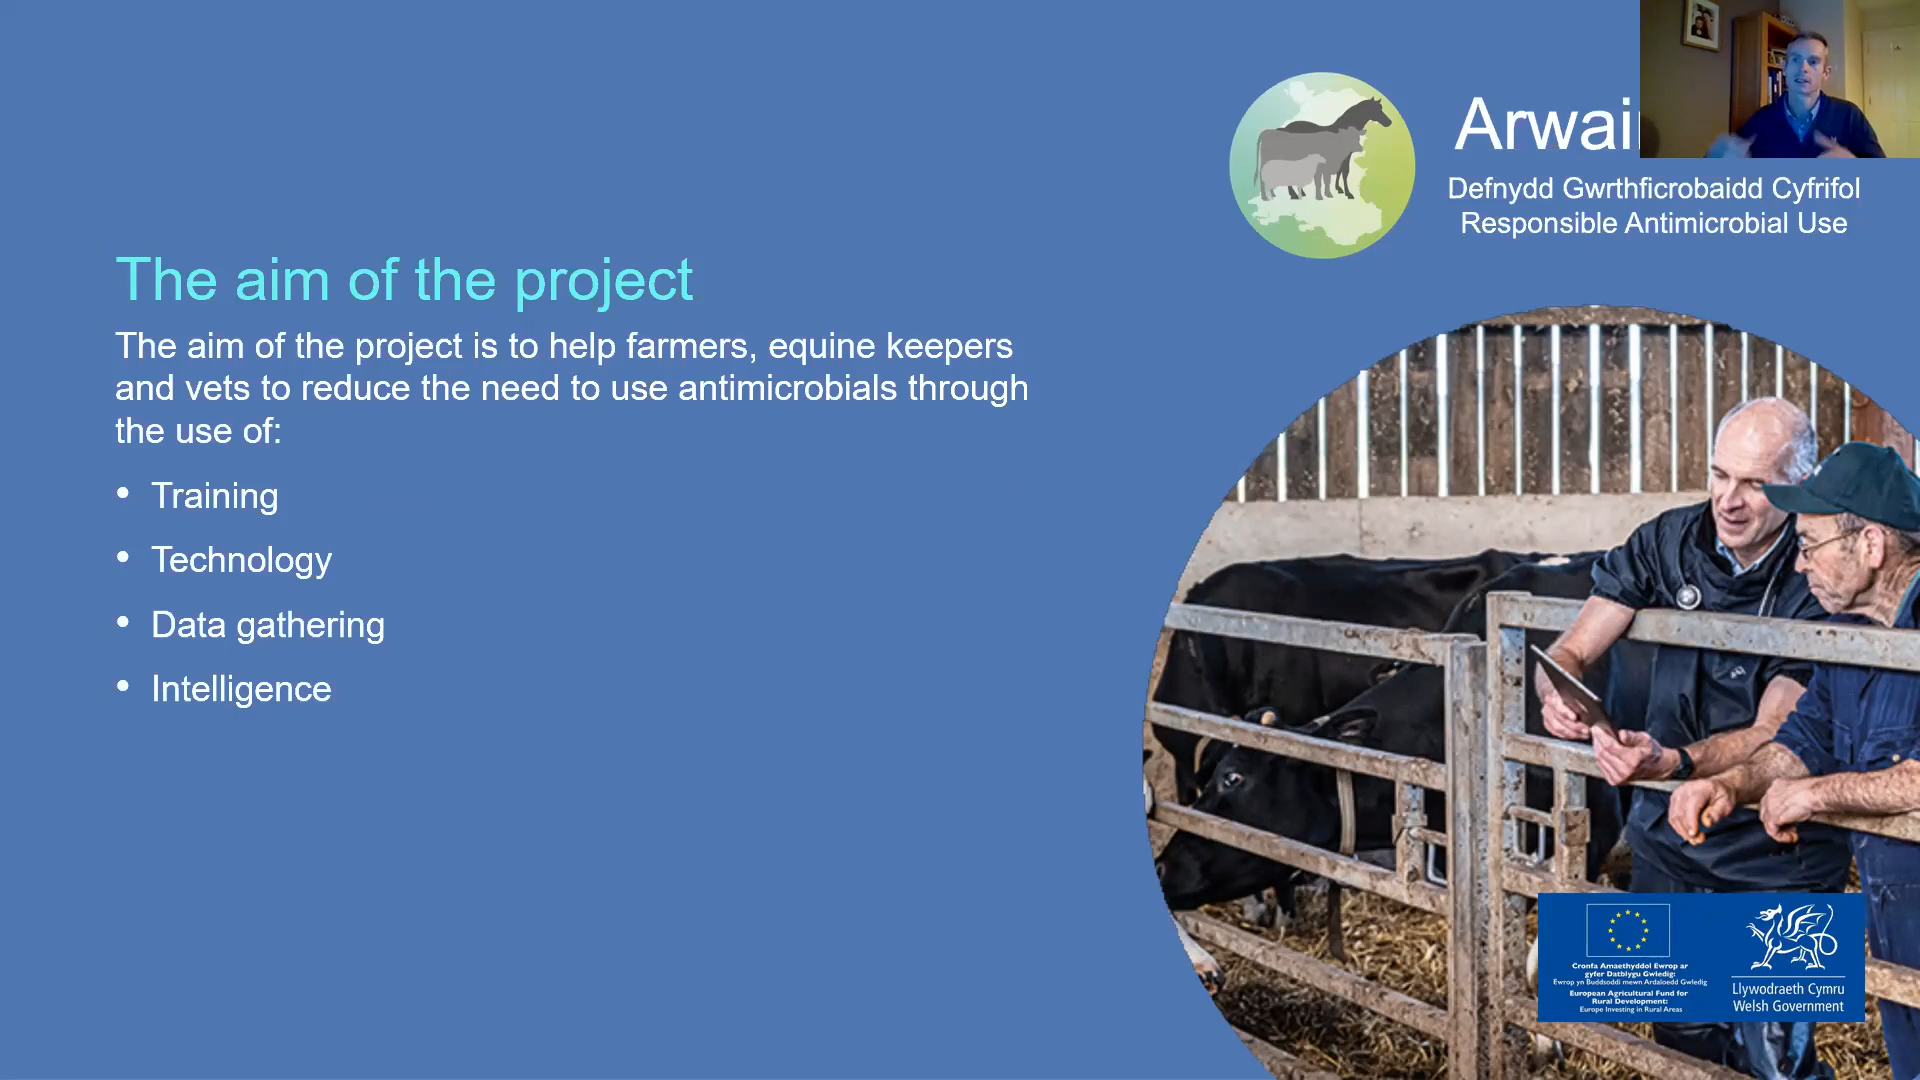 Arwai
Defnydd Gwrthficrobaidd Cyfrifol
Responsible Antimicrobial Use
The aim of the project
The aim of the project is to help farmers, equine keepers
and vets to reduce the need to use antimicrobials through
the use of:
• Training
• Technology
• Data gathering
• Intelligence
Cronfa Amaethyddol Ewrop ar
gyfer Datblygu Gwledig:
Ewrop yn Buddsoddi mewn Ardaloedd Gwledig
European Agricultural Fund for
Rural Development:
Europe Investing in Rural Areas
Llywodraeth Cymru
Welsh Government